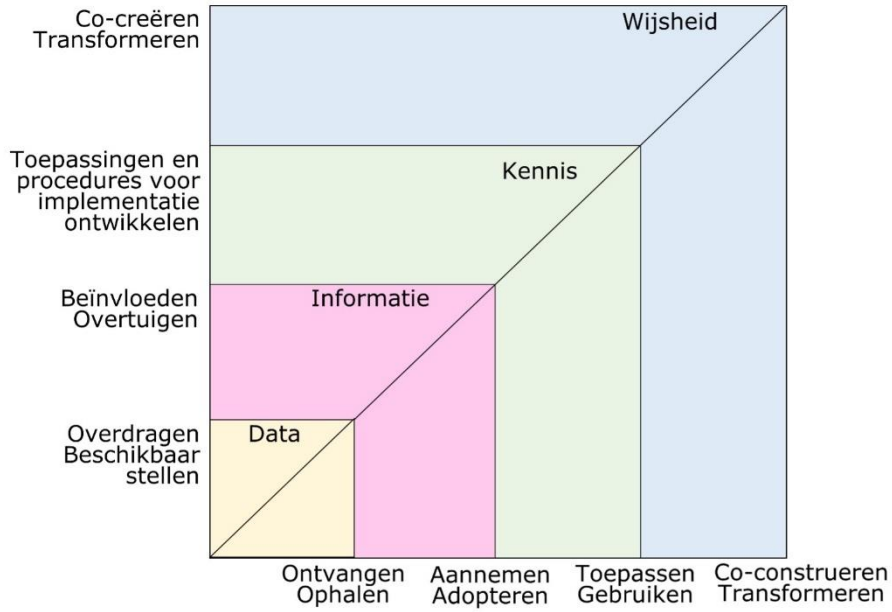 Co-creëren
Transformeren
Wijsheid
Toepassingen en
procedures voor
implementatie
ontwikkelen
Kennis
Beïnvloeden
Overtuigen
Informatie
Overdragen
Beschikbaar
stellen
Data
Ontvangen
Ophalen
Aannemen
Adopteren
Toepassen
Gebruiken
Co-construeren
Transformeren